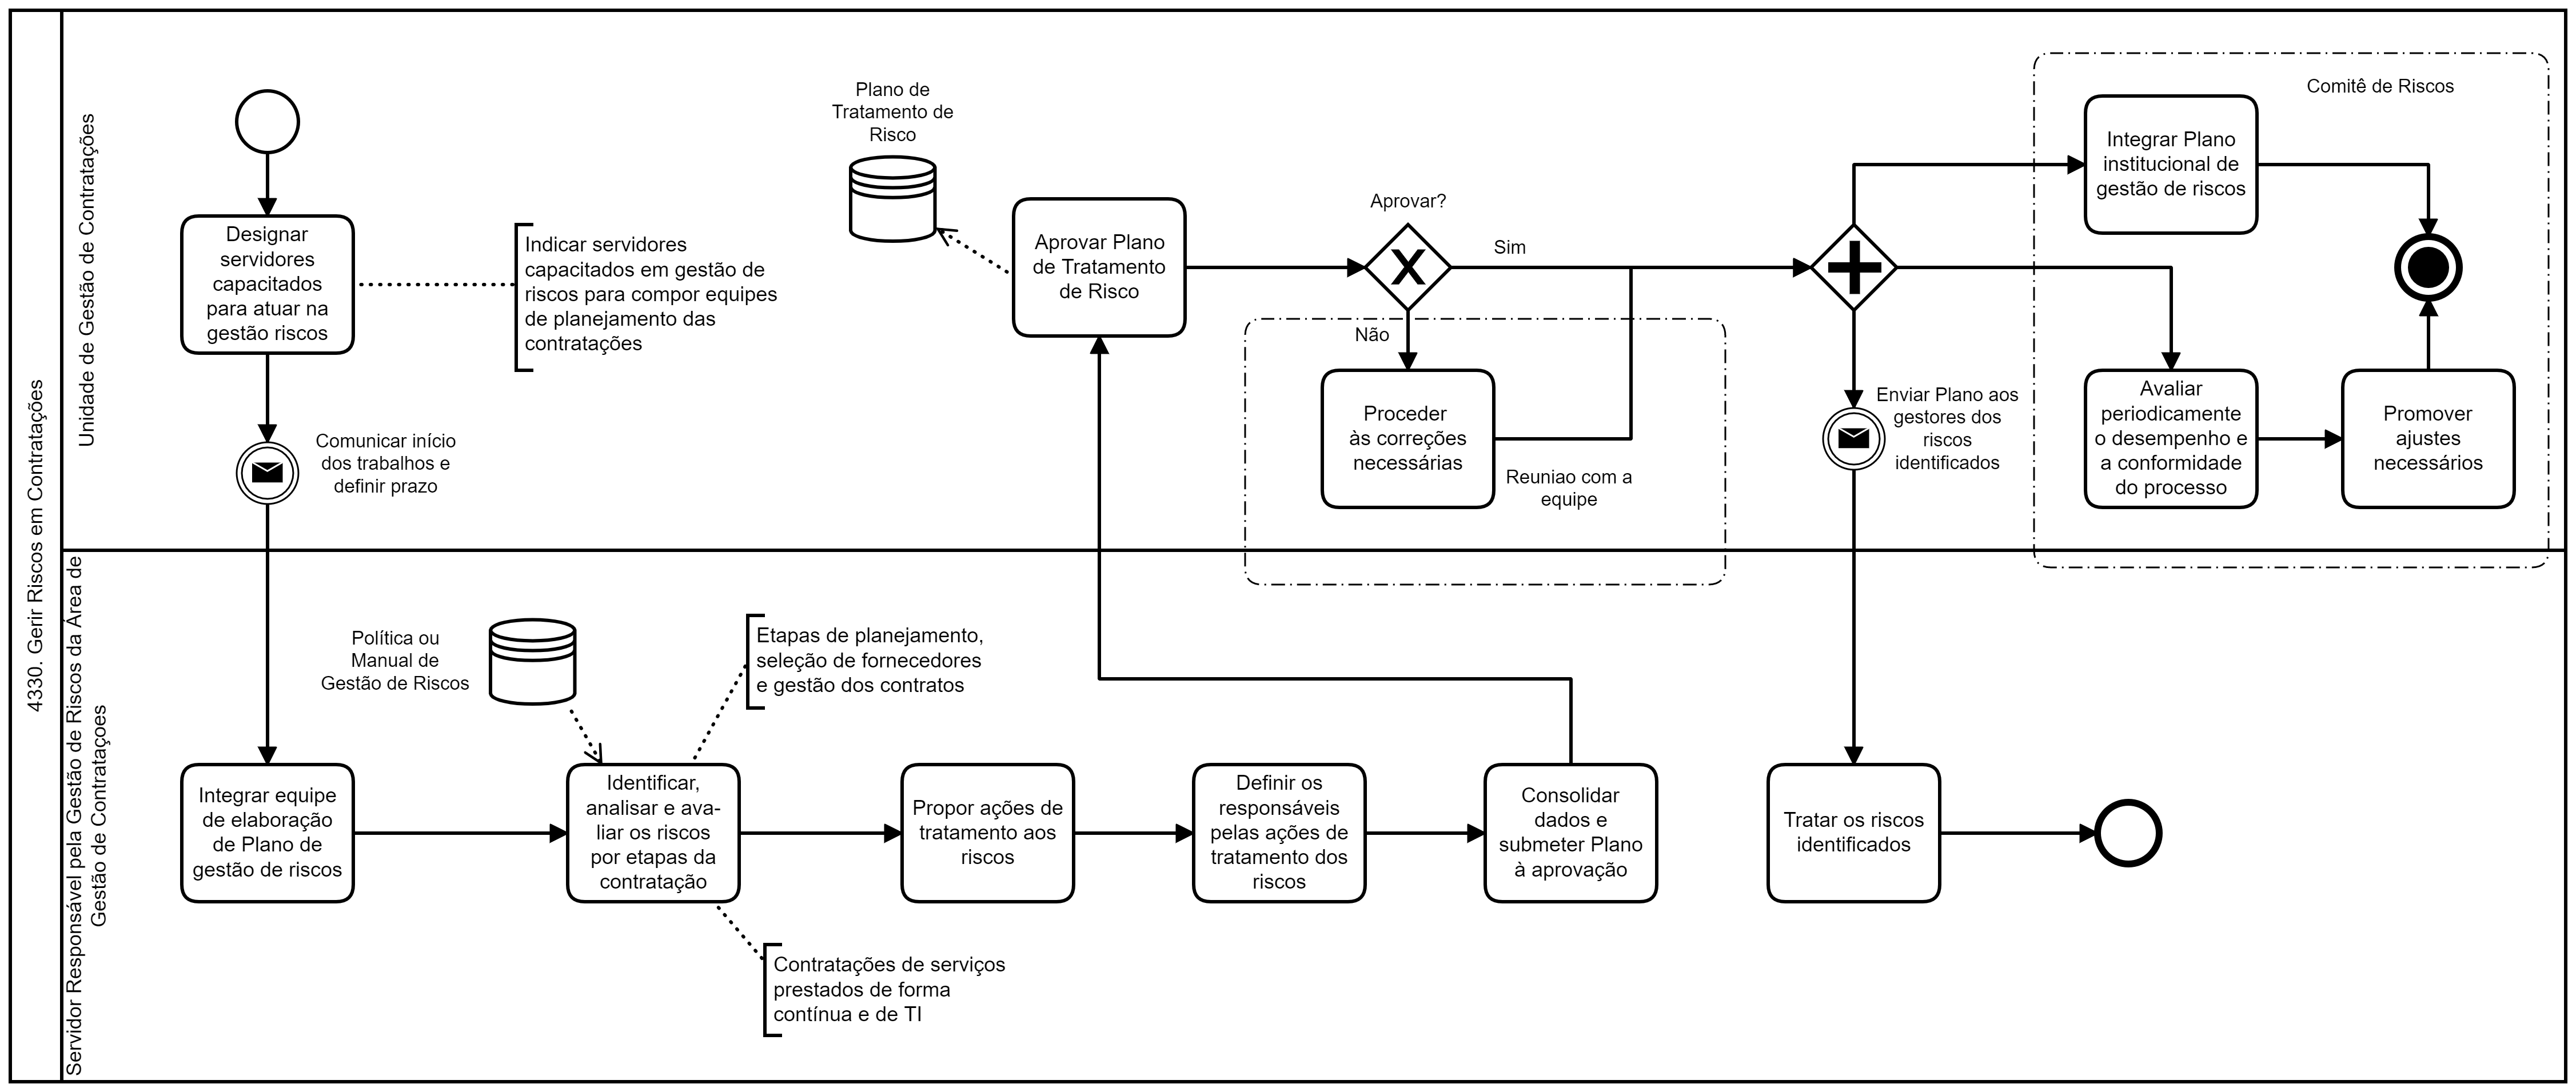 4330. Gerir Riscos em Contratações
Unidade de Gestão de Contratações
Designar
servidores
capacitados
para atuar na
gestão riscos
Indicar servidores
capacitados em gestão de
riscos para compor equipes
de planejamento das
contratações
Comunicar início
dos trabalhos e
definir prazo
Plano de
Tratamento de
Risco
Aprovar Plano
de Tratamento
de Risco
Aprovar?
Sim
Não
Proceder
às correções
necessárias
Reuniao com a
equipe
Enviar Plano aos
gestores dos
riscos
identificados
Comitê de Riscos
Integrar Plano
institucional de
gestão de riscos
Avaliar
periodicamente
o desempenho e
a conformidade
do processo
Promover
ajustes
necessários
Servidor Responsável pela Gestão de Riscos da Área de
Gestão de Contrataçoes
Integrar equipe
de elaboração
de Plano de
gestão de riscos
Política ou
Manual de
Gestão de Riscos
Identificar,
analisar e ava-
liar os riscos
por etapas da
contratação
Etapas de planejamento,
seleção de fornecedores
e gestão dos contratos
Contratações de serviços
prestados de forma
contínua e de TI
Propor ações de
tratamento aos
riscos
Definir os
responsáveis
pelas ações de
tratamento dos
riscos
Consolidar
dados e
submeter Plano
à aprovação
Tratar os riscos
identificados